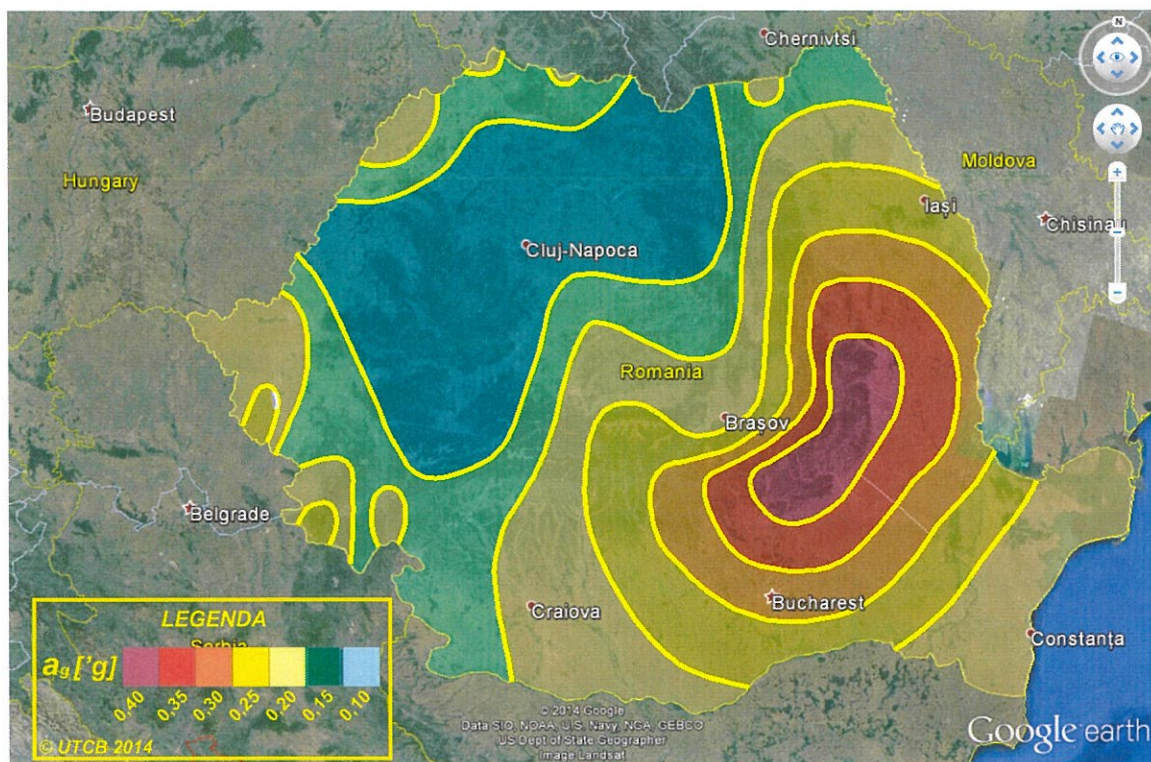 N
Chernivtsi
Budapest
Hungary
Moldova
Iași
Chisinau
Cluj-Napoca
Romania
Brașov
Belgrade
Craiova
Bucharest
Constanța
LEGENDA
Serbia
ag ['g]
0,40 0,35 0,30 0,25 0,20 0,15 0,10
© UTCB 2014
© 2014 Google
Data SIO, NOAA, U.S. Navy, NGA, GEBCO
US Dept of State Geographer
Image Landsat
Google earth